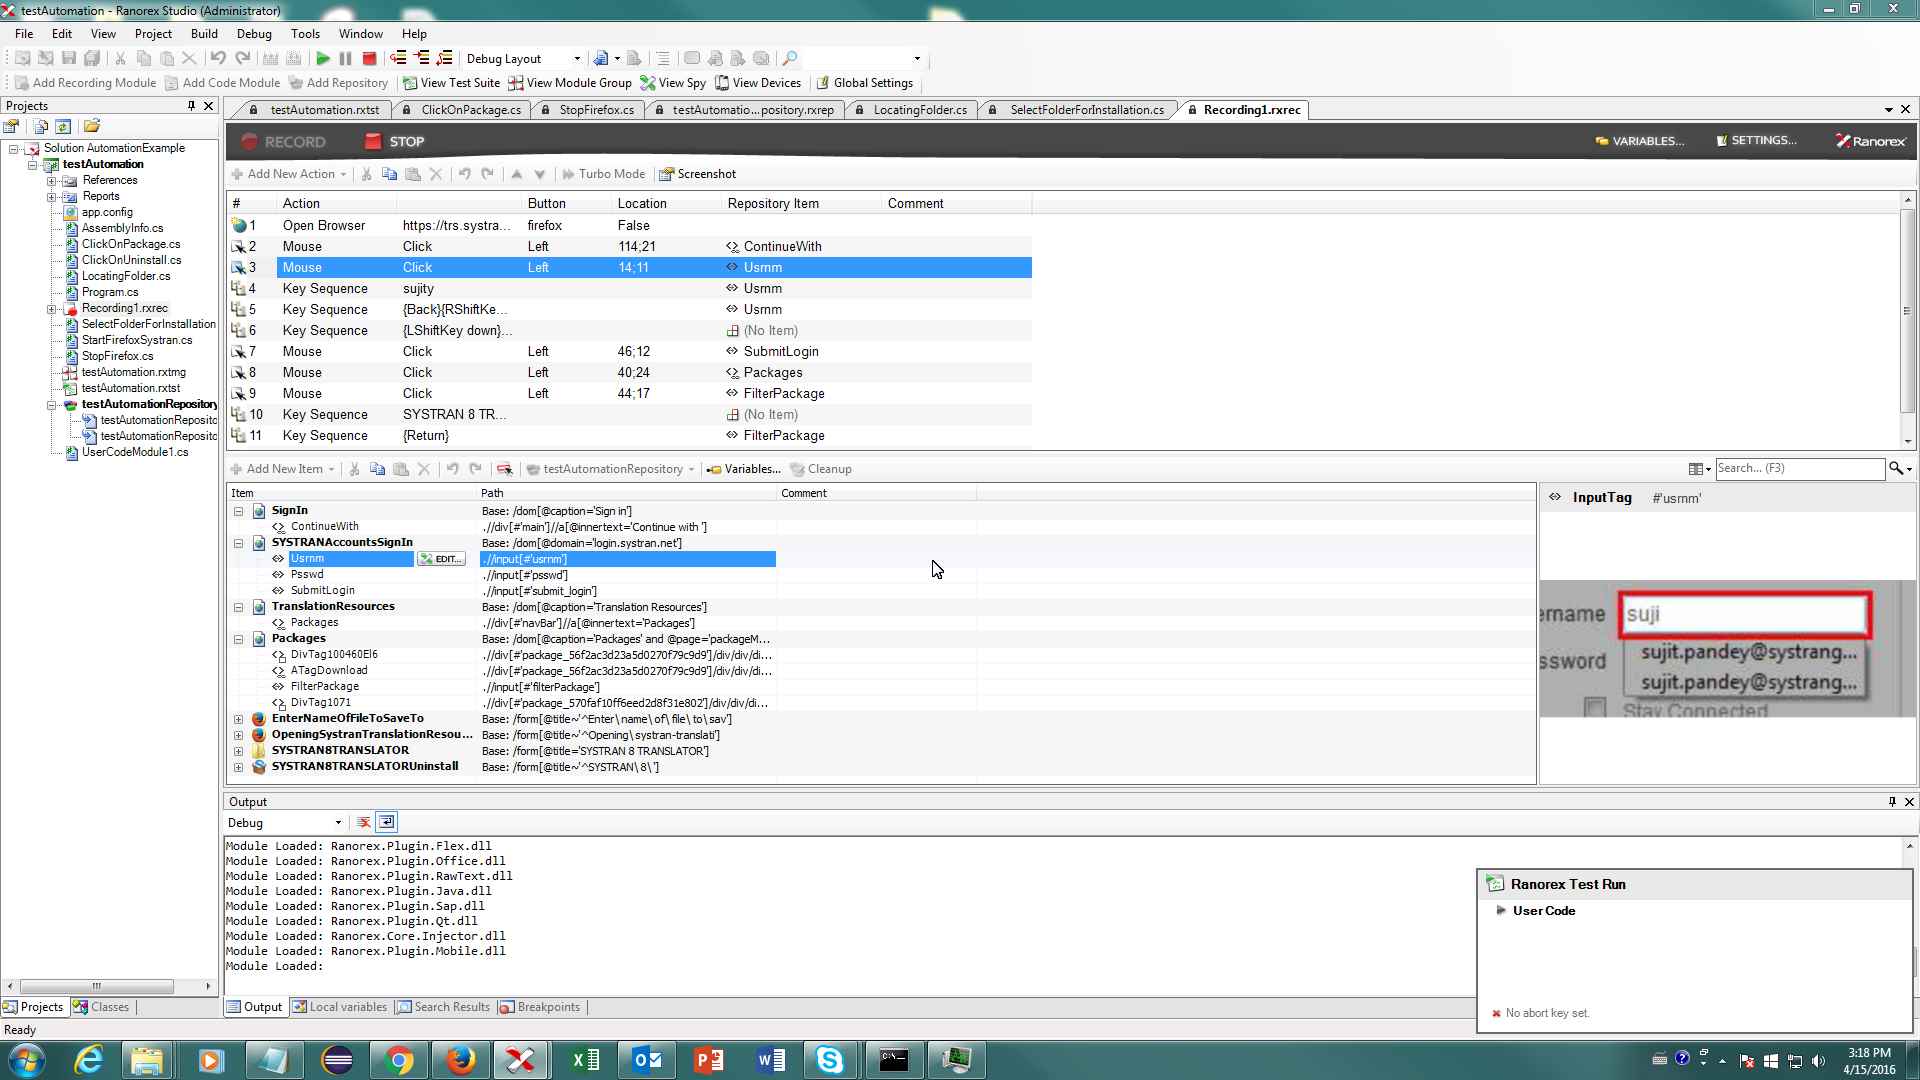 testAutomation - Ranorex Studio (Administrator)
File Edit View Project Build Debug Tools Window Help
Debug Layout
Add Recording Module Add Code Module Add Repository View Test Suite View Module Group View Spy View Devices Global Settings
Projects
testAutomation.rxtst ClickOnPackage.cs StopFirefox.cs testAutomatio...pository.rxrep LocatingFolder.cs SelectFolderForInstallation.cs Recording1.rxrec
Solution AutomationExample
testAutomation
References
Reports
app.config
AssemblyInfo.cs
ClickOnPackage.cs
ClickOnUninstall.cs
LocatingFolder.cs
Program.cs
Recording1.rxrec
SelectFolderForInstallation
StartFirefoxSystran.cs
StopFirefox.cs
testAutomation.rxtmg
testAutomation.rxtst
testAutomationRepository
testAutomationReposito
testAutomationReposito
UserCodeModule1.cs
RECORD STOP VARIABLES... SETTINGS... Ranorex
Add New Action Turbo Mode Screenshot
# Action Button Location Repository Item Comment
1 Open Browser https://trs.systra... firefox False
2 Mouse Click Left 114;21 ContinueWith
3 Mouse Click Left 14;11 Usrnm
4 Key Sequence sujity Usrnm
5 Key Sequence {Back}{RShiftKe... Usrnm
6 Key Sequence {LShiftKey down}... (No Item)
7 Mouse Click Left 46;12 SubmitLogin
8 Mouse Click Left 40;24 Packages
9 Mouse Click Left 44;17 FilterPackage
10 Key Sequence SYSTRAN 8 TR... (No Item)
11 Key Sequence {Return} FilterPackage
Add New Item testAutomationRepository Variables... Cleanup Search... (F3)
Item Path Comment
SignIn Base: /dom[@caption='Sign in']
ContinueWith .//div[#'main']//a[@innertext='Continue with ']
SYSTRANAccountsSignIn Base: /dom[@domain='login.systran.net']
Usrnm EDIT... .//input[#'usrnm']
Psswd .//input[#'psswd']
SubmitLogin .//input[#'submit_login']
TranslationResources Base: /dom[@caption='Translation Resources']
Packages .//div[#'navBar']//a[@innertext='Packages']
Packages Base: /dom[@caption='Packages' and @page='packageM...
DivTag100460El6 .//div[#'package_56f2ac3d23a5d0270f79c9d9']/div/div/di...
ATagDownload .//div[#'package_56f2ac3d23a5d0270f79c9d9']/div/div/di...
FilterPackage .//input[#'filterPackage']
DivTag1071 .//div[#'package_570faf10ff6eed2d8f31e802']/div/div/di...
EnterNameOfFileToSaveTo Base: /form[@title~'^Enter\ name\ of\ file\ to\ sav']
OpeningSystranTranslationResou... Base: /form[@title~'^Opening\ systran-translati']
SYSTRAN8TRANSLATOR Base: /form[@title='SYSTRAN 8 TRANSLATOR']
SYSTRAN8TRANSLATORUninstall Base: /form[@title~'^SYSTRAN\ 8\ ']
InputTag #'usrnm'
ername suji
sujit.pandey@systrang...
ssword
sujit.pandey@systrang...
Stay Connected
Output
Debug
Module Loaded: Ranorex.Plugin.Flex.dll
Module Loaded: Ranorex.Plugin.Office.dll
Module Loaded: Ranorex.Plugin.RawText.dll
Module Loaded: Ranorex.Plugin.Java.dll
Module Loaded: Ranorex.Plugin.Sap.dll
Module Loaded: Ranorex.Plugin.Qt.dll
Module Loaded: Ranorex.Core.Injector.dll
Module Loaded: Ranorex.Plugin.Mobile.dll
Module Loaded:
Ranorex Test Run
User Code
No abort key set.
Projects Classes
Output Local variables Search Results Breakpoints
Ready
3:18 PM
4/15/2016